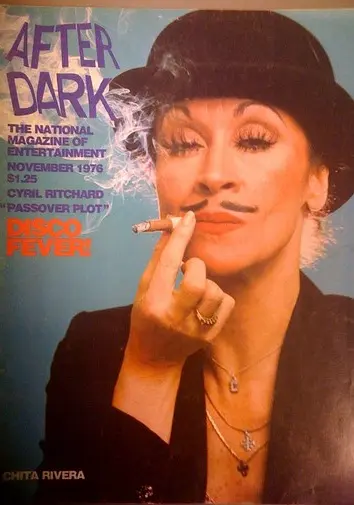 AFTER
DARK
THE NATIONAL
MAGAZINE OF
ENTERTAINMENT
NOVEMBER 1976
$1.25
CYRIL RITCHARD
"PASSOVER PLOT"
DISCO
FEVER!
CHITA RIVERA